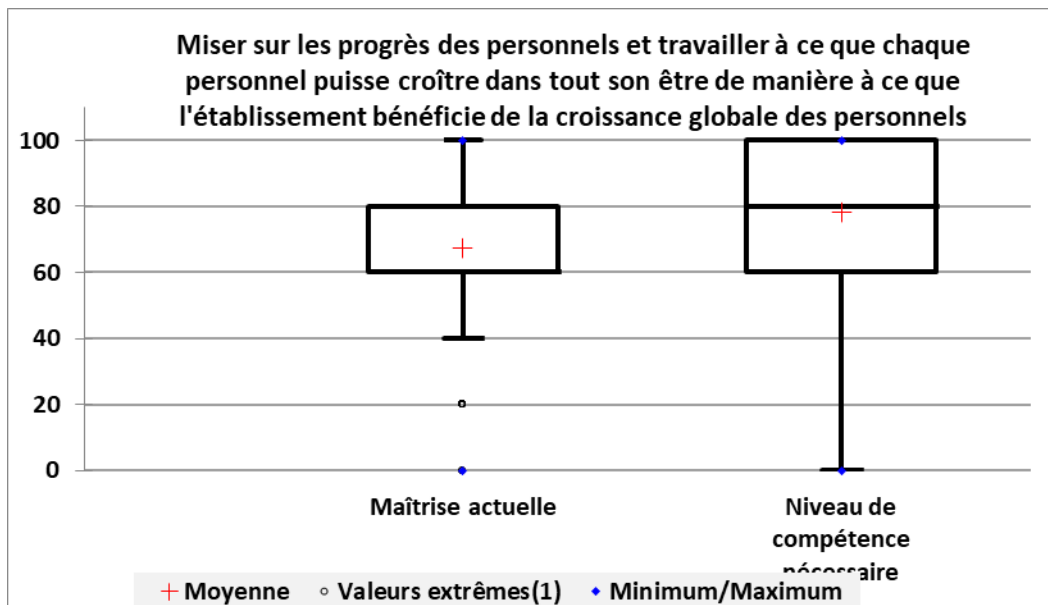 Miser sur les progrès des personnels et travailler à ce que chaque
personnel puisse croître dans tout son être de manière à ce que
l'établissement bénéficie de la croissance globale des personnels
100
80
60
40
20
0
Maîtrise actuelle
Niveau de
compétence
nécessaire
Moyenne
Valeurs extrêmes(1)
Minimum/Maximum